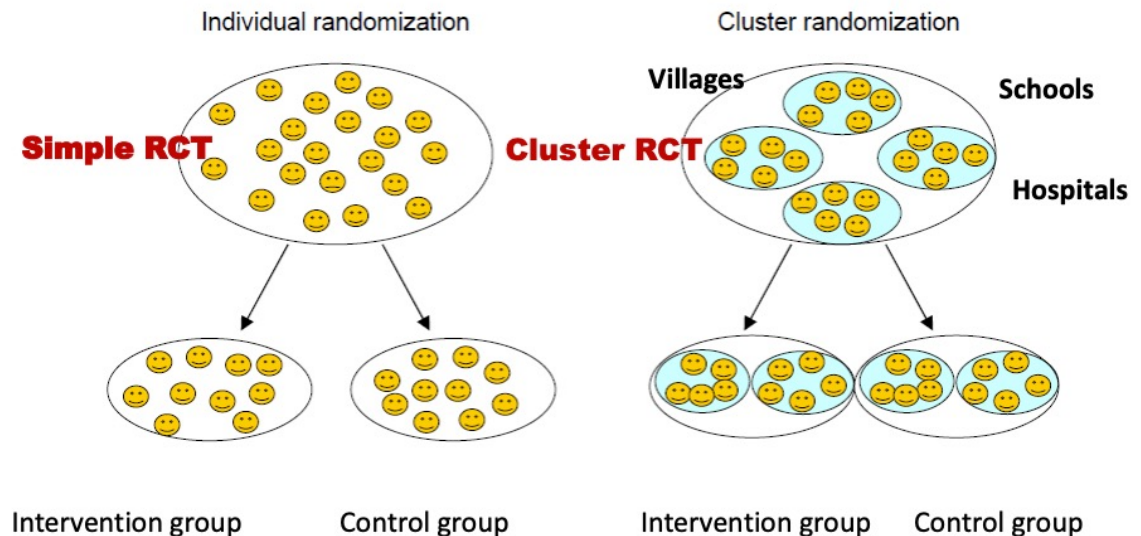 Individual randomization
Cluster randomization
Villages
Schools
Simple RCT
Cluster RCT
Hospitals
Intervention group
Control group
Intervention group
Control group